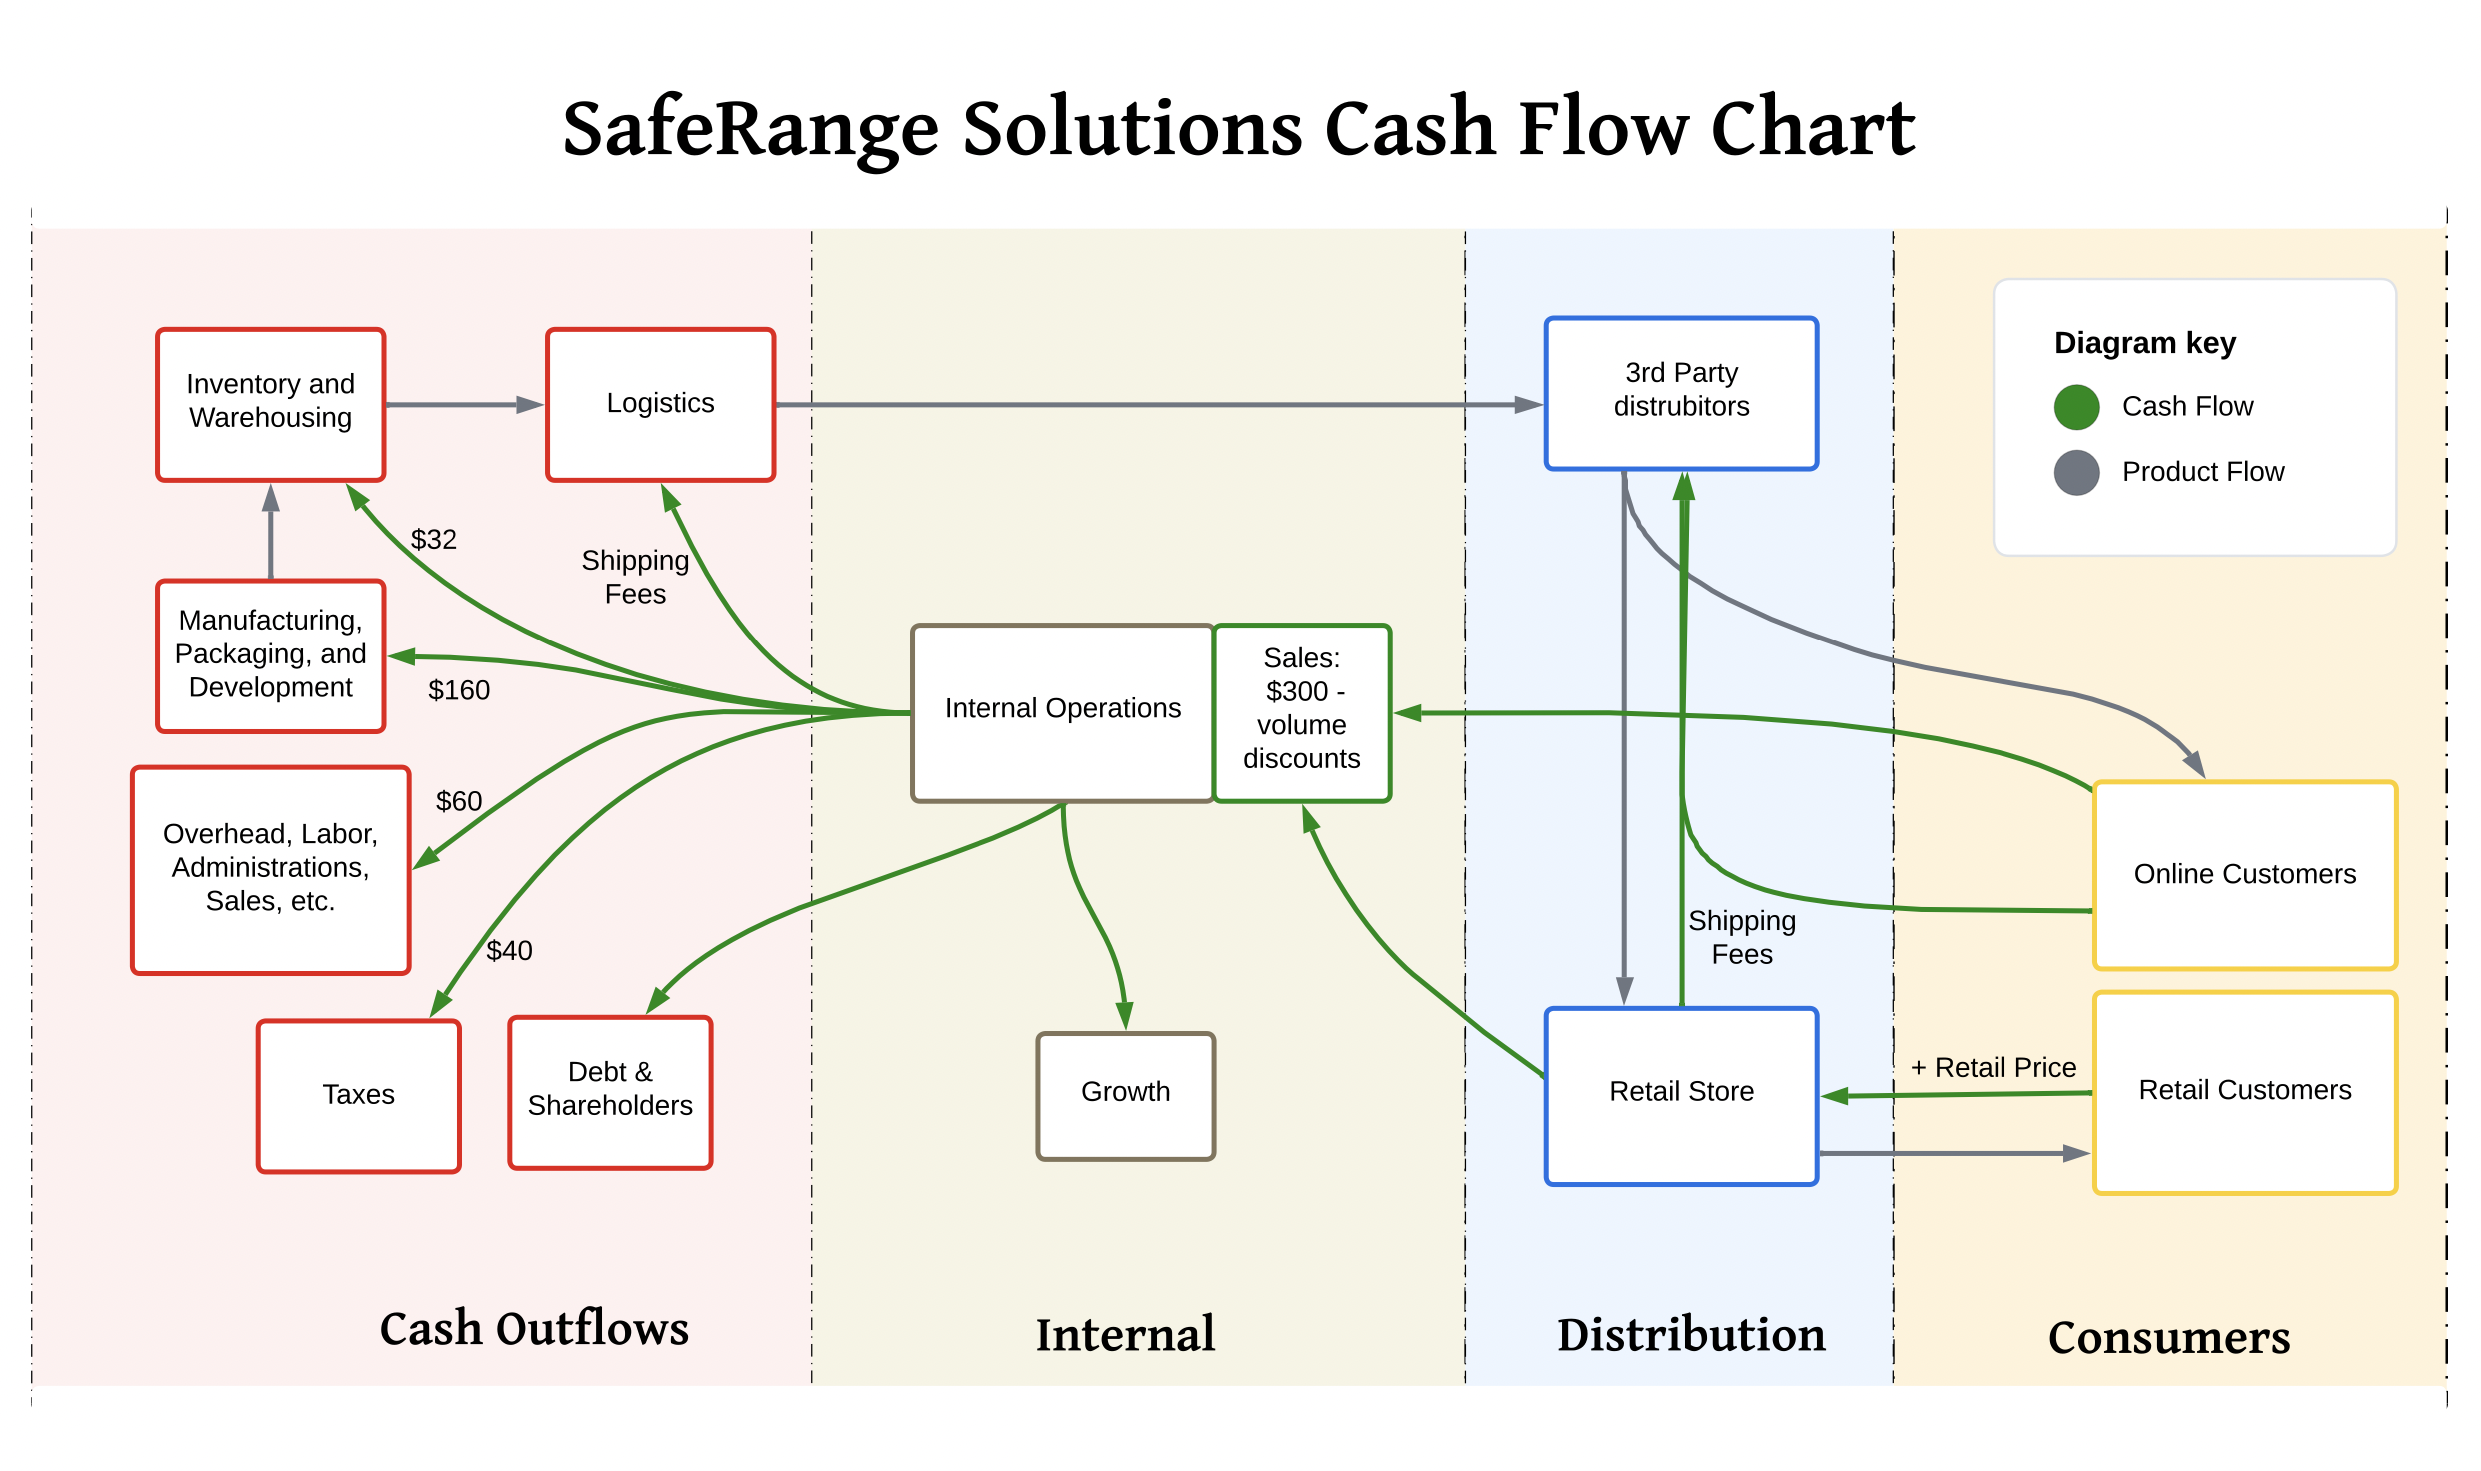 SafeRange Solutions Cash Flow Chart
Inventory and
Warehousing
Logistics
3rd Party
distrubitors
Diagram key
Cash Flow
Product Flow
$32
Shipping
Fees
Manufacturing,
Packaging, and
Development
$160
Internal Operations
Sales:
$300 -
volume
discounts
$60
Overhead, Labor,
Administrations,
Sales, etc.
$40
Online Customers
Shipping
Fees
Taxes
Debt &
Shareholders
Growth
Retail Store
+ Retail Price
Retail Customers
Cash Outflows
Internal
Distribution
Consumers